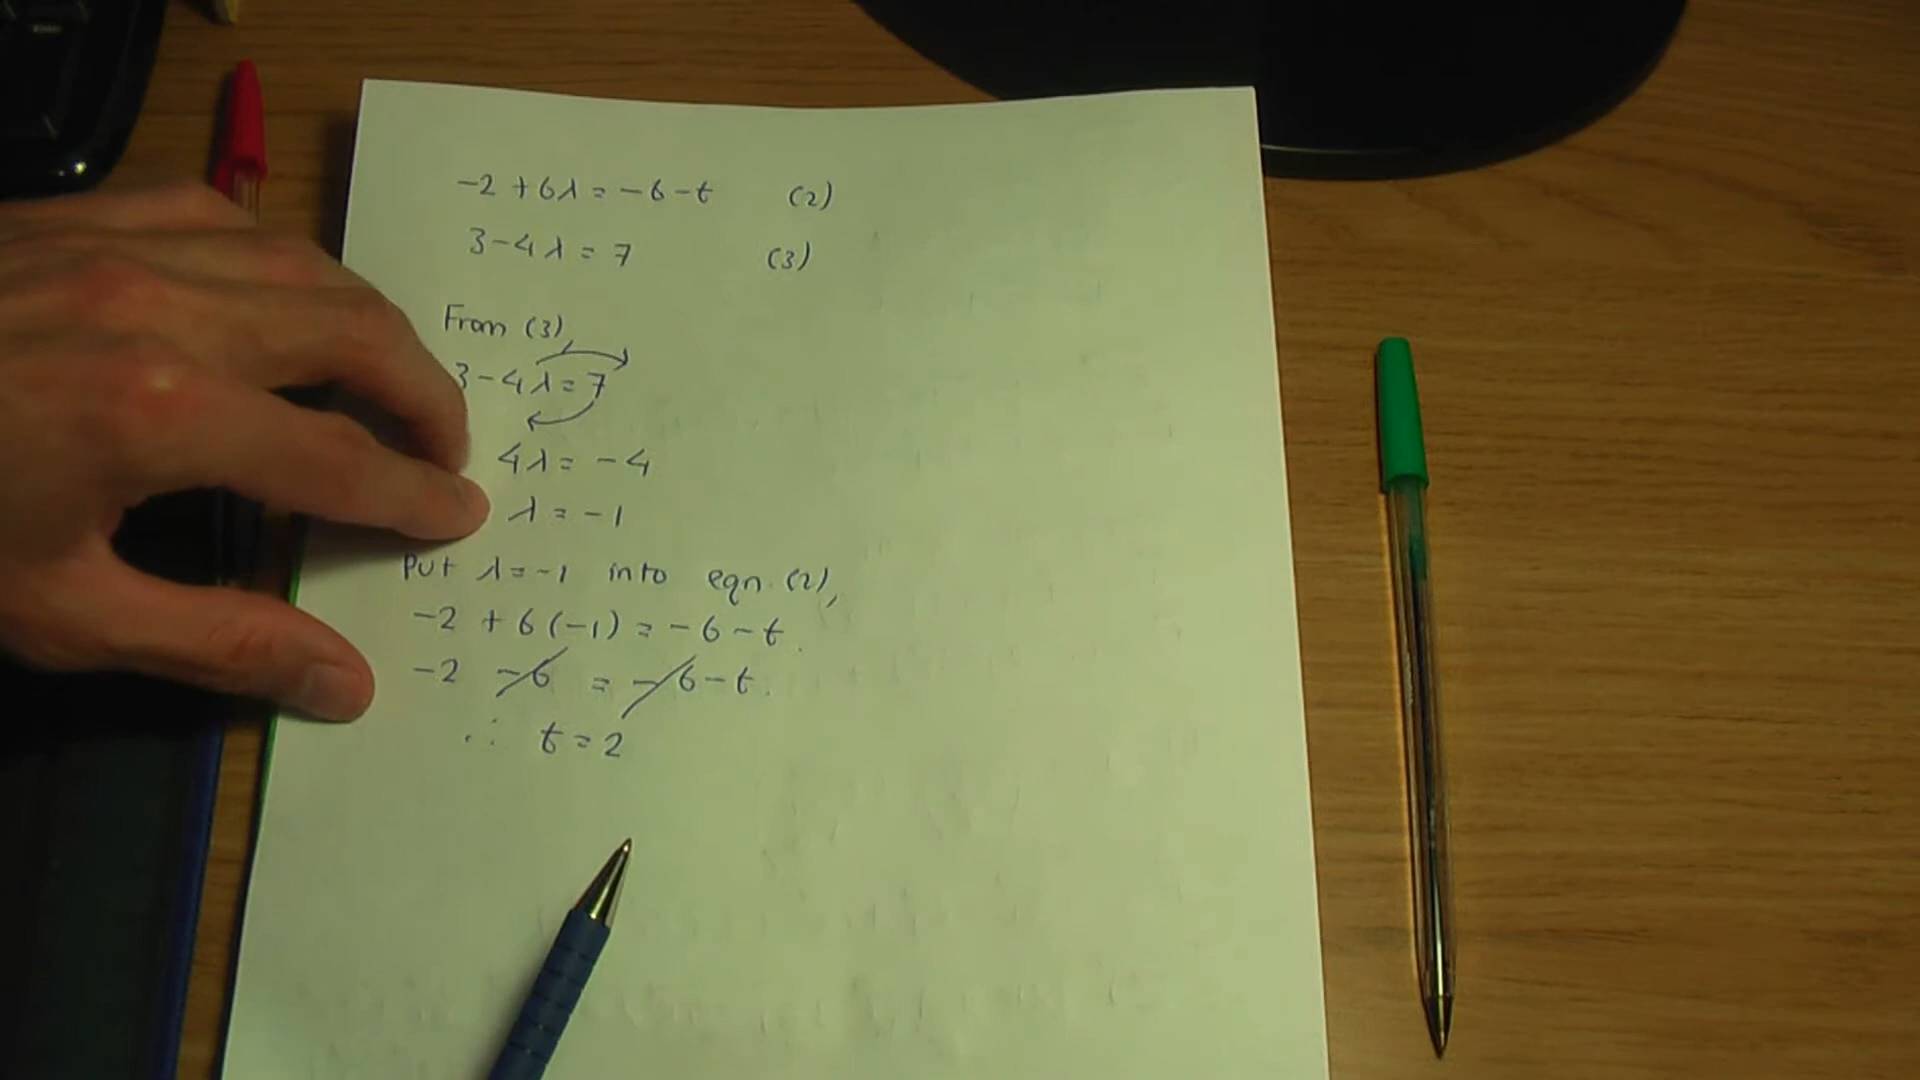 -2 + 6λ = -6 - t (2)
3 - 4λ = 7 (3)
From (3),
3 - 4λ = 7
4λ = -4
λ = -1
Put λ = -1 into eqn. (2),
-2 + 6(-1) = -6 - t.
-2 -6 = -6 - t.
∴ t = 2